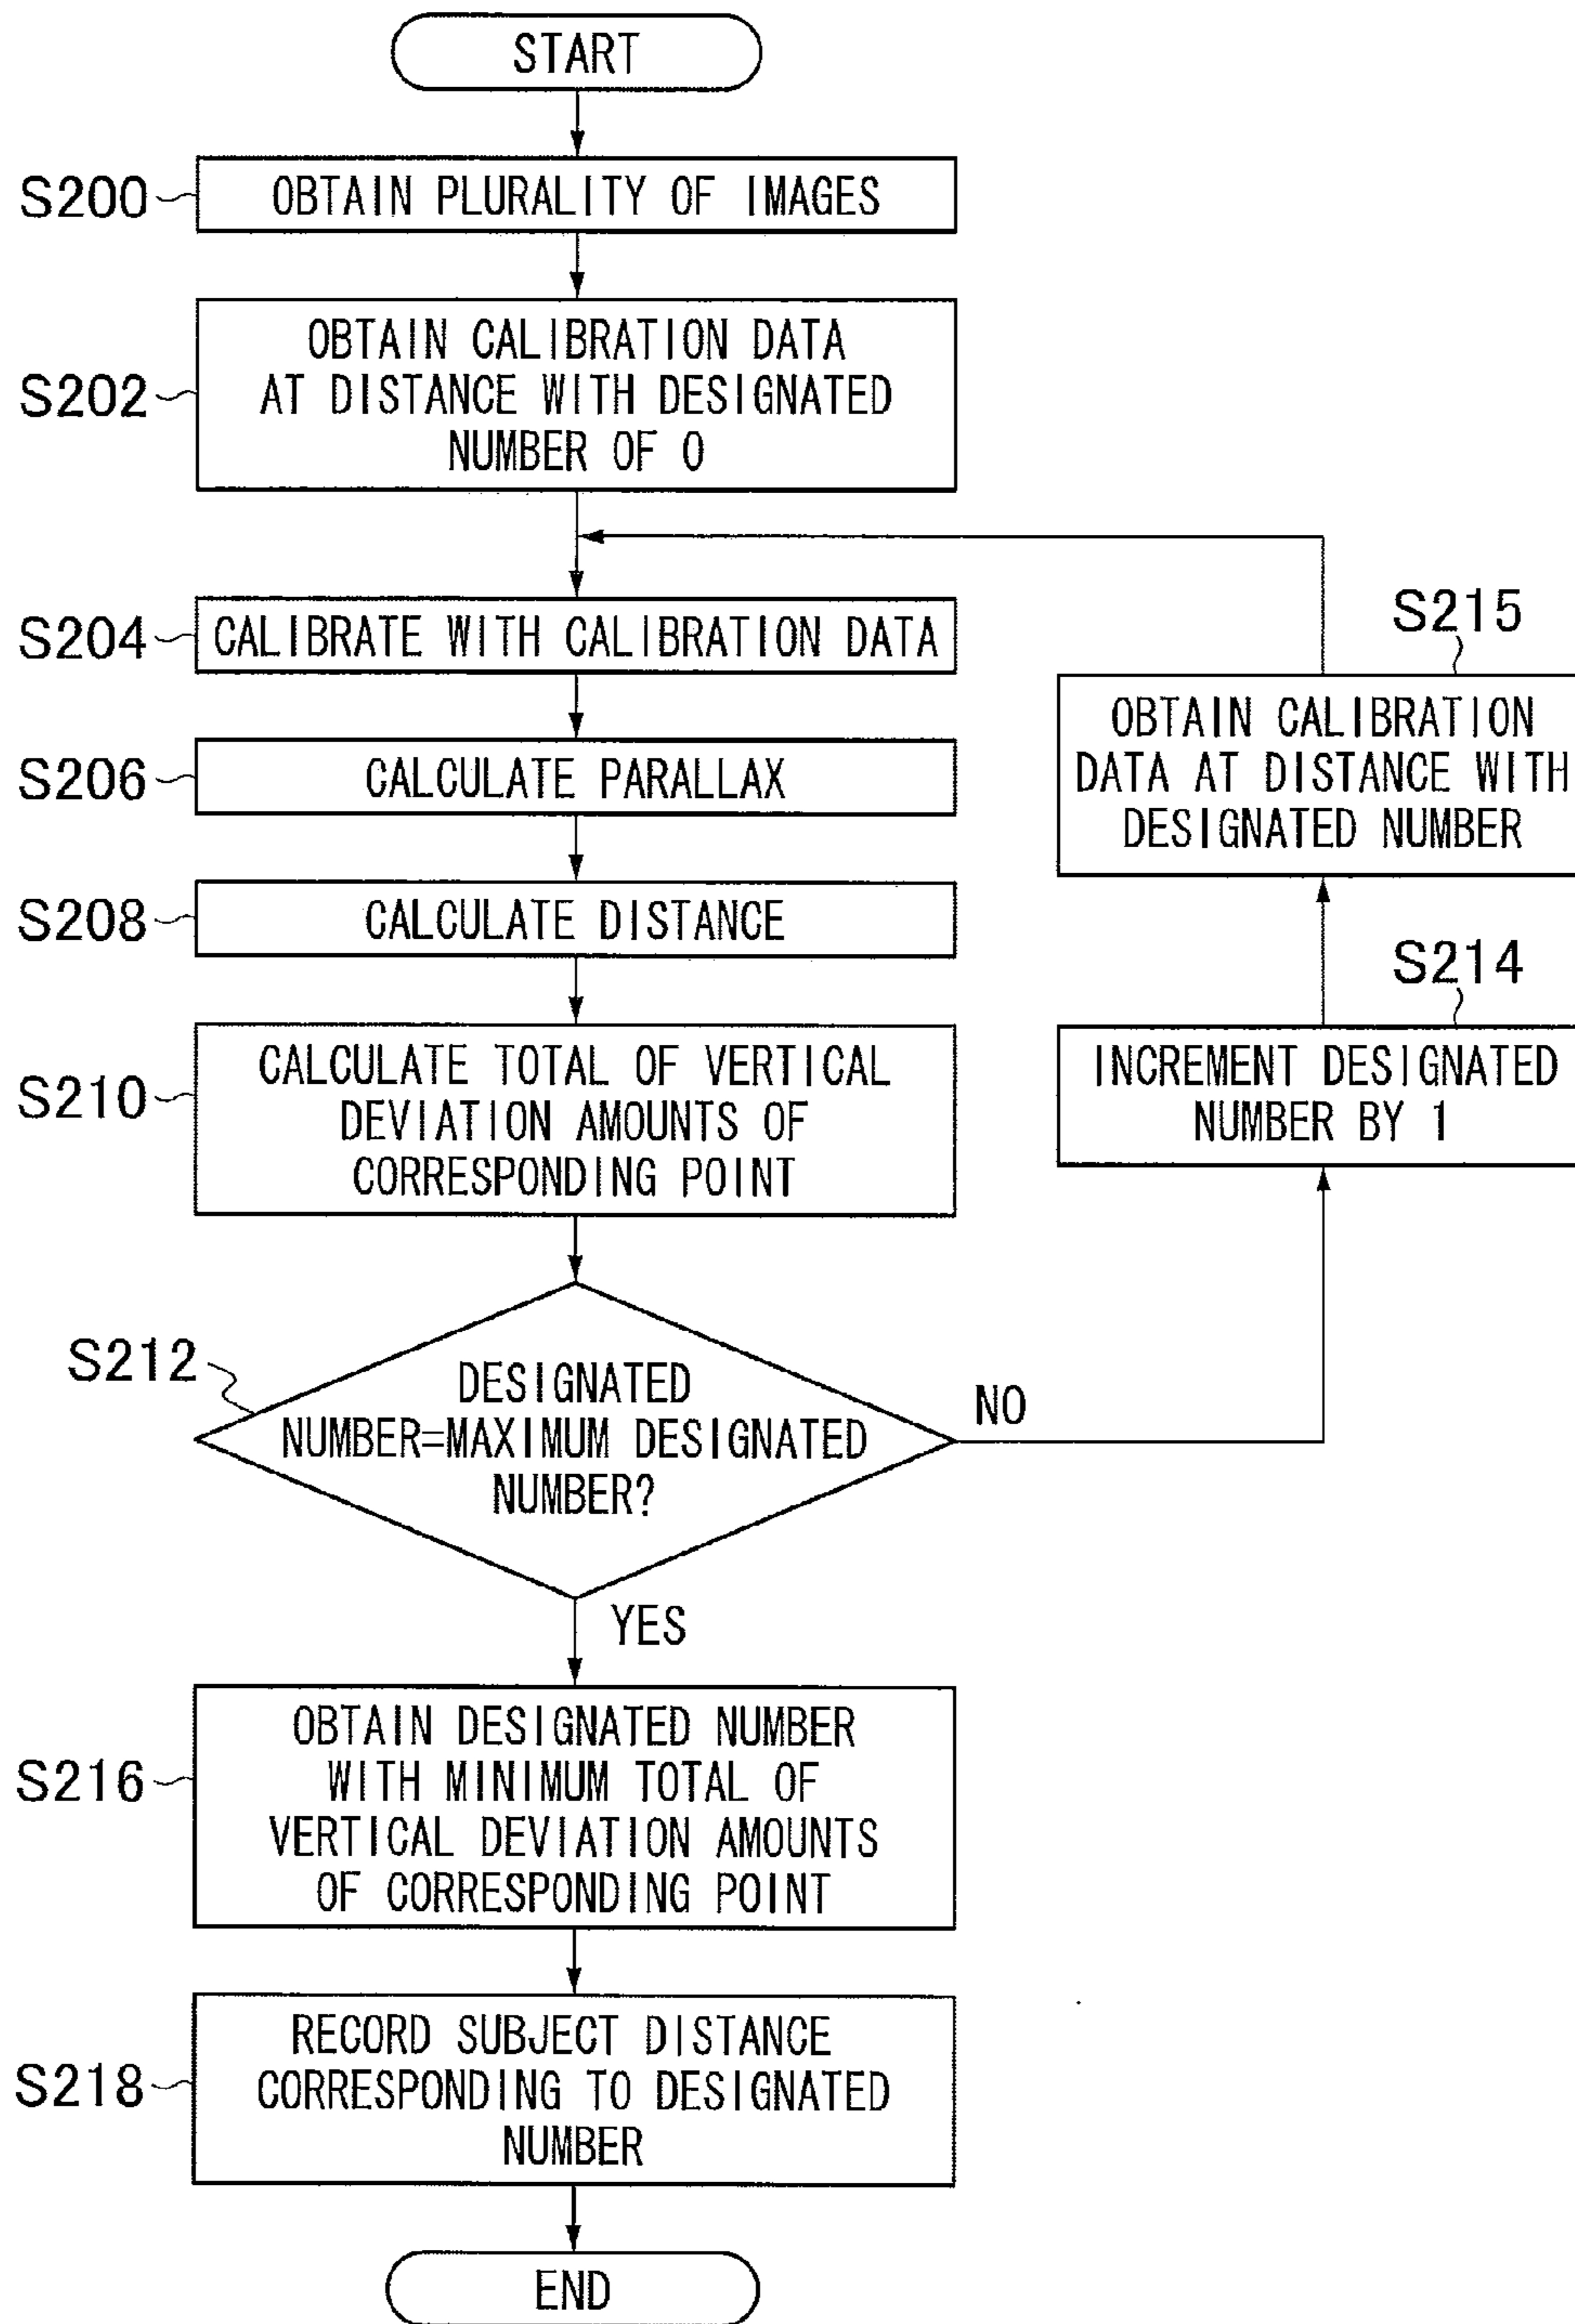 START
S200
OBTAIN PLURALITY OF IMAGES
S202
OBTAIN CALIBRATION DATA
AT DISTANCE WITH DESIGNATED
NUMBER OF 0
S204
CALIBRATE WITH CALIBRATION DATA
S206
CALCULATE PARALLAX
S208
CALCULATE DISTANCE
S210
CALCULATE TOTAL OF VERTICAL
DEVIATION AMOUNTS OF
CORRESPONDING POINT
S212
DESIGNATED
NUMBER=MAXIMUM DESIGNATED
NUMBER?
NO
S214
INCREMENT DESIGNATED
NUMBER BY 1
S215
OBTAIN CALIBRATION
DATA AT DISTANCE WITH
DESIGNATED NUMBER
YES
S216
OBTAIN DESIGNATED NUMBER
WITH MINIMUM TOTAL OF
VERTICAL DEVIATION AMOUNTS
OF CORRESPONDING POINT
S218
RECORD SUBJECT DISTANCE
CORRESPONDING TO DESIGNATED
NUMBER
END